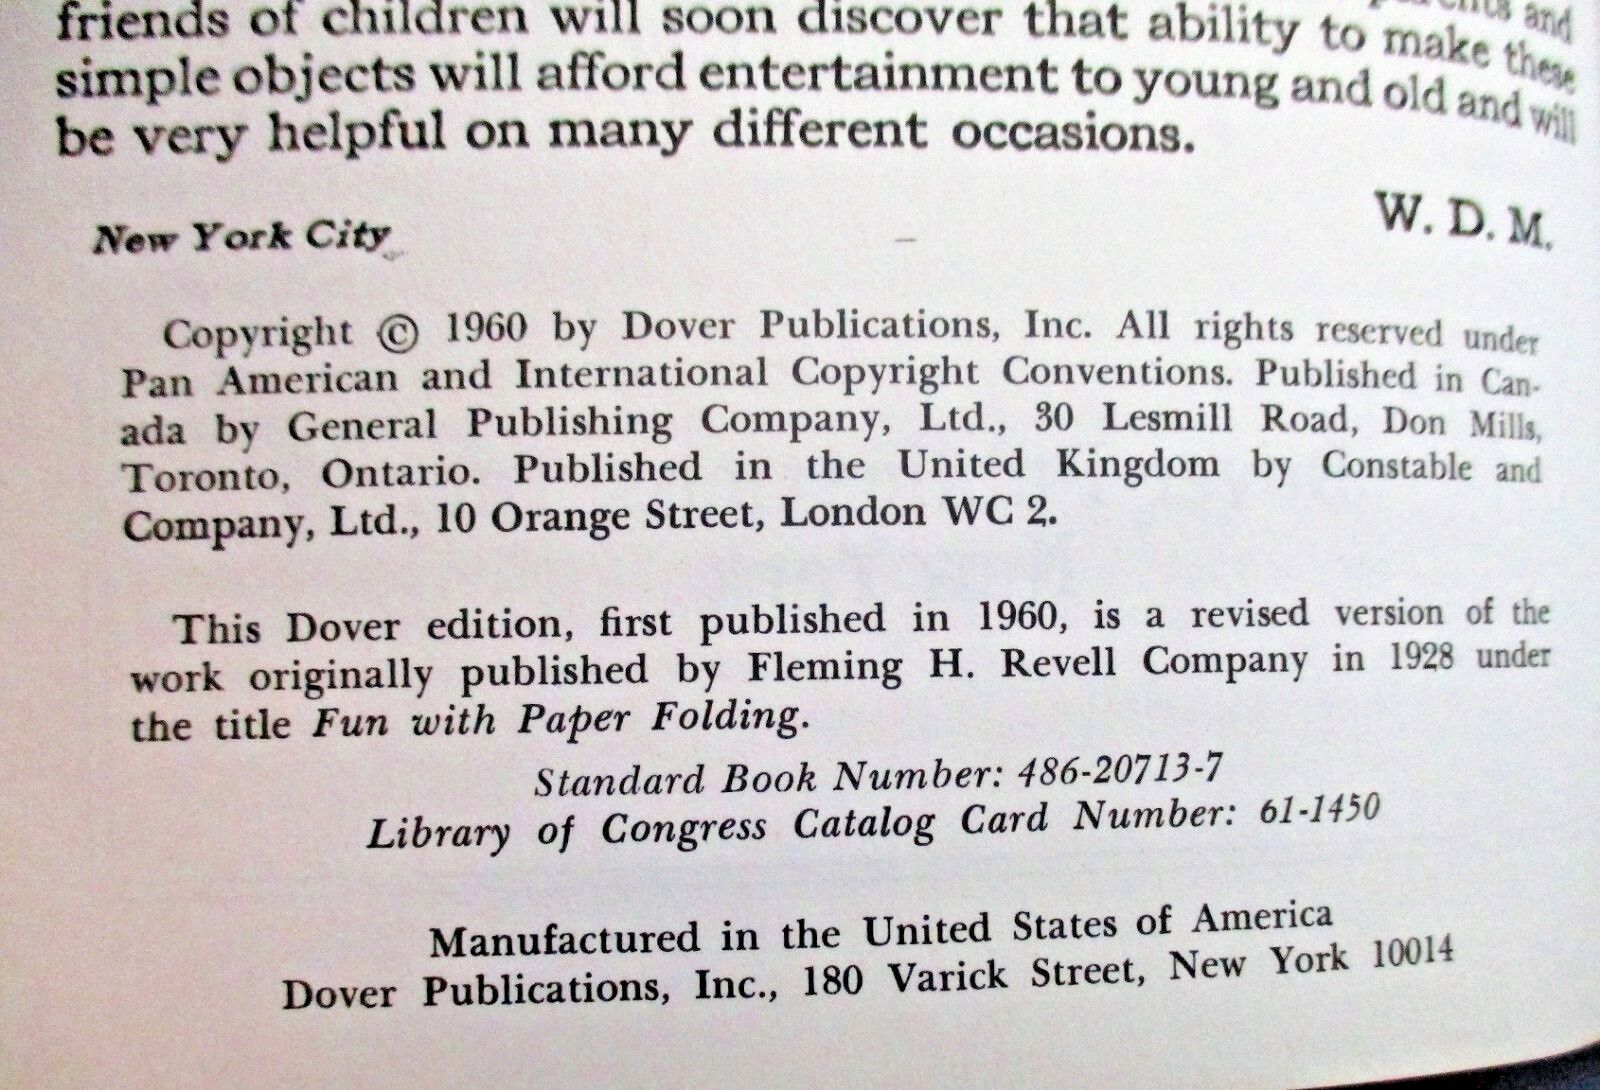 and
friends of children will soon discover that ability to make these
simple objects will afford entertainment to young and old and will
be very helpful on many different occasions.
W. D. M.
New York City
Copyright © 1960 by Dover Publications, Inc. All rights reserved under
Pan American and International Copyright Conventions. Published in Can-
ada by General Publishing Company, Ltd., 30 Lesmill Road, Don Mills,
Toronto, Ontario. Published in the United Kingdom by Constable and
Company, Ltd., 10 Orange Street, London WC 2.
This Dover edition, first published in 1960, is a revised version of the
work originally published by Fleming H. Revell Company in 1928 under
the title Fun with Paper Folding.
Standard Book Number: 486-20713-7
Library of Congress Catalog Card Number: 61-1450
Manufactured in the United States of America
Dover Publications, Inc., 180 Varick Street, New York 10014